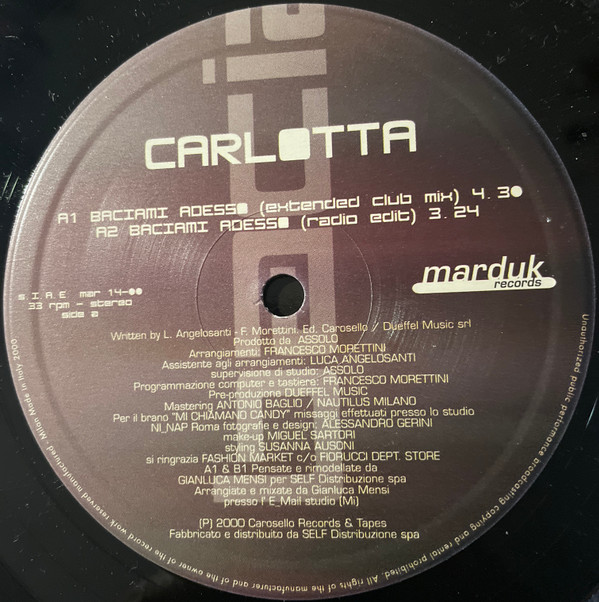 CARLOTTA
A1 BACIAMI ADESSO (extended club mix) 4.30
A2 BACIAMI ADESSO (radio edit) 3.24
s.I.A.E mar 14-00
33 rpm - stereo
side a
marduk
records
Written by L. Angelosanti - F. Morettini. Ed. Carosello / Dueffel Music srl
Prodotto da ASSOLO
Arrangiamenti: FRANCESCO MORETTINI
Assistente agli arrangiamenti: LUCA ANGELOSANTI
supervisione di studio: ASSOLO
Programmazione computer e tastiere: FRANCESCO MORETTINI
Pre-produzione DUEFFEL MUSIC
Mastering ANTONIO BAGLIO / NAUTILUS MILANO
Per il brano "MI CHIAMANO CANDY" missaggi effettuati presso lo studio
NI_NAP Roma fotografie e design: ALESSANDRO GERINI
make-up MIGUEL SARTORI
styling SUSANNA AUSONI
si ringrazia FASHION MARKET c/o FIORUCCI DEPT. STORE
A1 & B1 Pensate e rimodellate da
GIANLUCA MENSI per SELF Distribuzione spa
Arrangiate e mixate da Gianluca Mensi
presso l' E_Mail studio (Mi)
(P) 2000 Carosello Records & Tapes
Fabbricato e distribuito da SELF Distribuzione spa
Unauthorized public performance broadcasting copying and rental prohibited. All rights of the manufacturer and of the owner of the record work reserved manufactured. Milan Made in Italy 2000